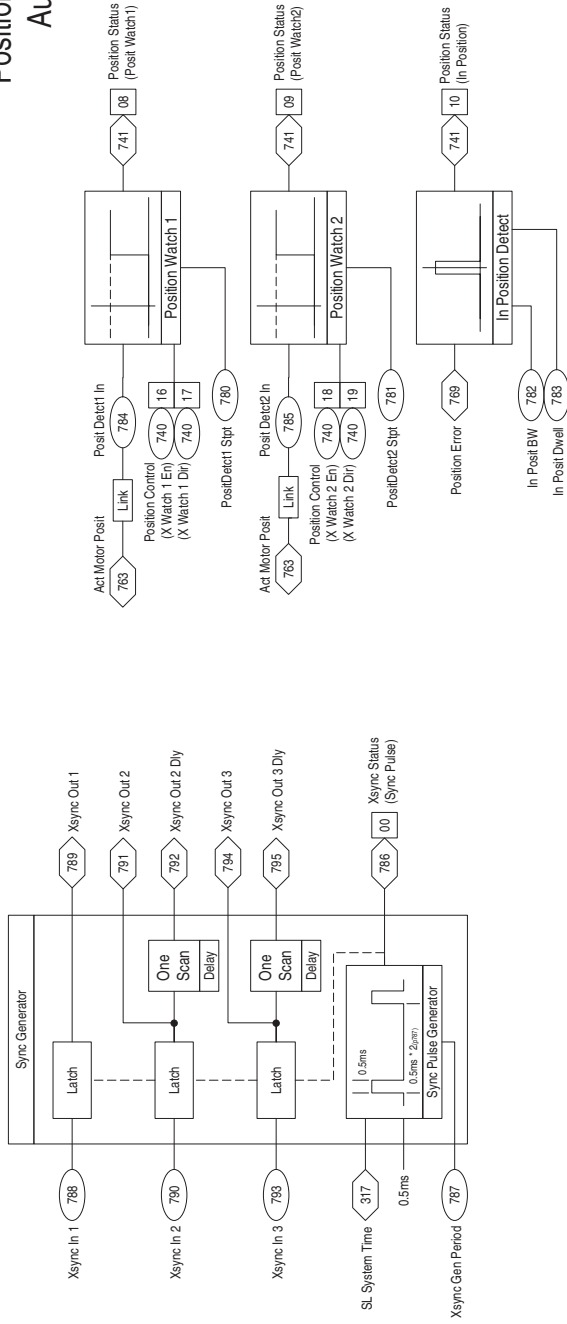 Sync Generator
Xsync In 1
788
Latch
789
Xsync Out 1
791
Xsync Out 2
Xsync In 2
790
Latch
One
Scan
Delay
792
Xsync Out 2 Dly
794
Xsync Out 3
Xsync In 3
793
Latch
One
Scan
Delay
795
Xsync Out 3 Dly
SL System Time
317
0.5ms
0.5ms
0.5ms * 2(p787)
Sync Pulse Generator
786
00
Xsync Status
(Sync Pulse)
Xsync Gen Period
787
Act Motor Posit
763
Link
Posit Detct1 In
784
Position Control
(X Watch 1 En)
(X Watch 1 Dir)
740
16
740
17
PositDetct1 Stpt
780
Position Watch 1
741
08
Position Status
(Posit Watch1)
Act Motor Posit
763
Link
Posit Detct2 In
785
Position Control
(X Watch 2 En)
(X Watch 2 Dir)
740
18
740
19
PositDetct2 Stpt
781
Position Watch 2
741
09
Position Status
(Posit Watch2)
Position Error
769
In Posit BW
782
In Posit Dwell
783
In Position Detect
741
10
Position Status
(In Position)